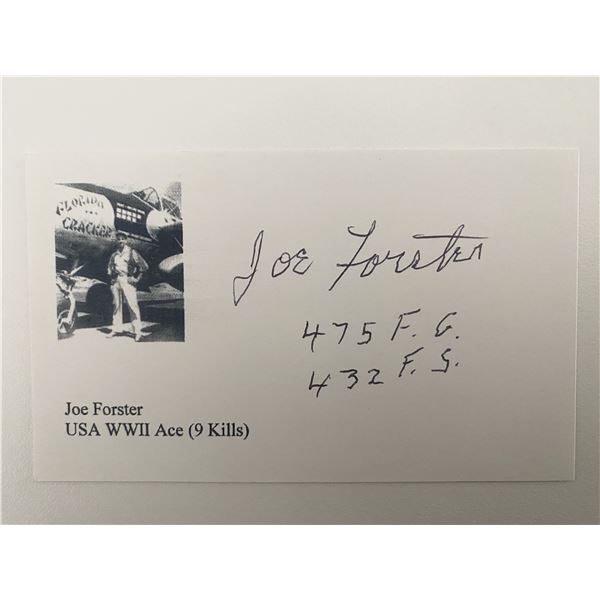 FLORIDA
CRACKER
Joe Forster
475 F. G.
432 F. S.
Joe Forster
USA WWII Ace (9 Kills)